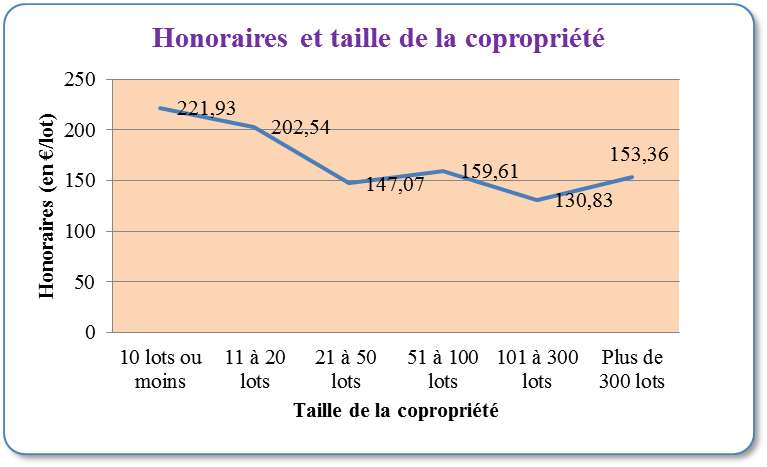 Honoraires et taille de la copropriété
Honoraires (en €/lot)
250
200
150
100
50
0
221,93
202,54
147,07
159,61
130,83
153,36
10 lots ou
moins
11 à 20
lots
21 à 50
lots
51 à 100
lots
101 à 300
lots
Plus de
300 lots
Taille de la copropriété